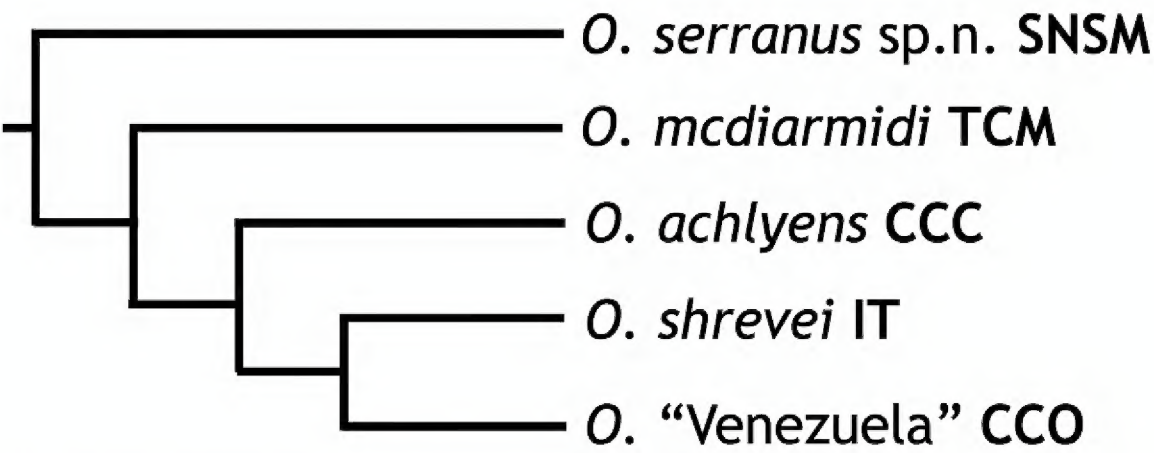 O. serranus sp.n. SNSM
O. mcdiarmidi TCM
O. achlyens CCC
O. shrevei IT
O. “Venezuela” CCO